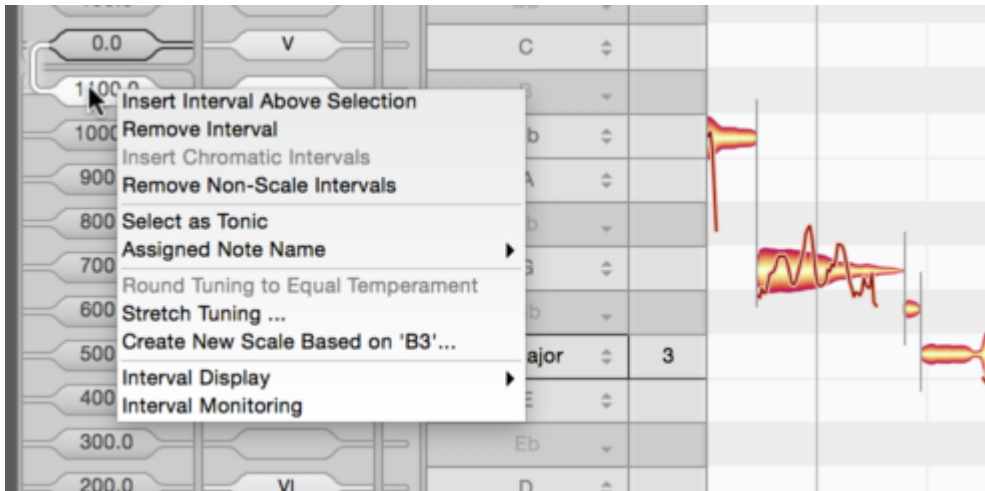 0.0 V C
1100.0
Insert Interval Above Selection
Remove Interval
1000 b
Insert Chromatic Intervals
900 A
Remove Non-Scale Intervals
800 Select as Tonic b
Assigned Note Name
700 G
Round Tuning to Equal Temperament
600 Stretch Tuning ... b
Create New Scale Based on 'B3'...
500 ajor 3
Interval Display
400 E
Interval Monitoring
300.0 Eb
200.0 VI D